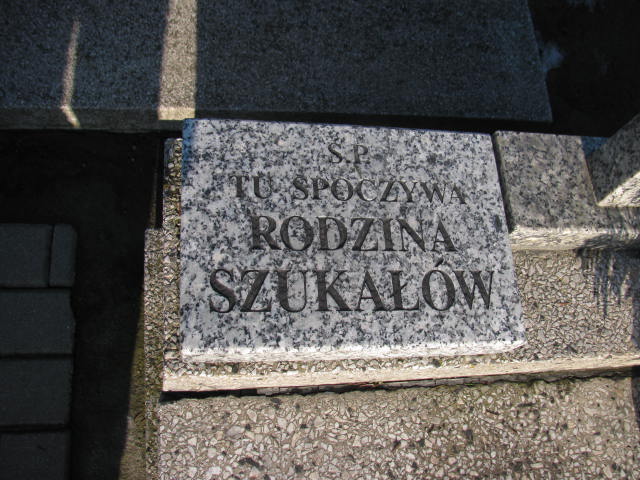 Ś.P.
TU SPOCZYWA
RODZINA
SZUKAŁÓW